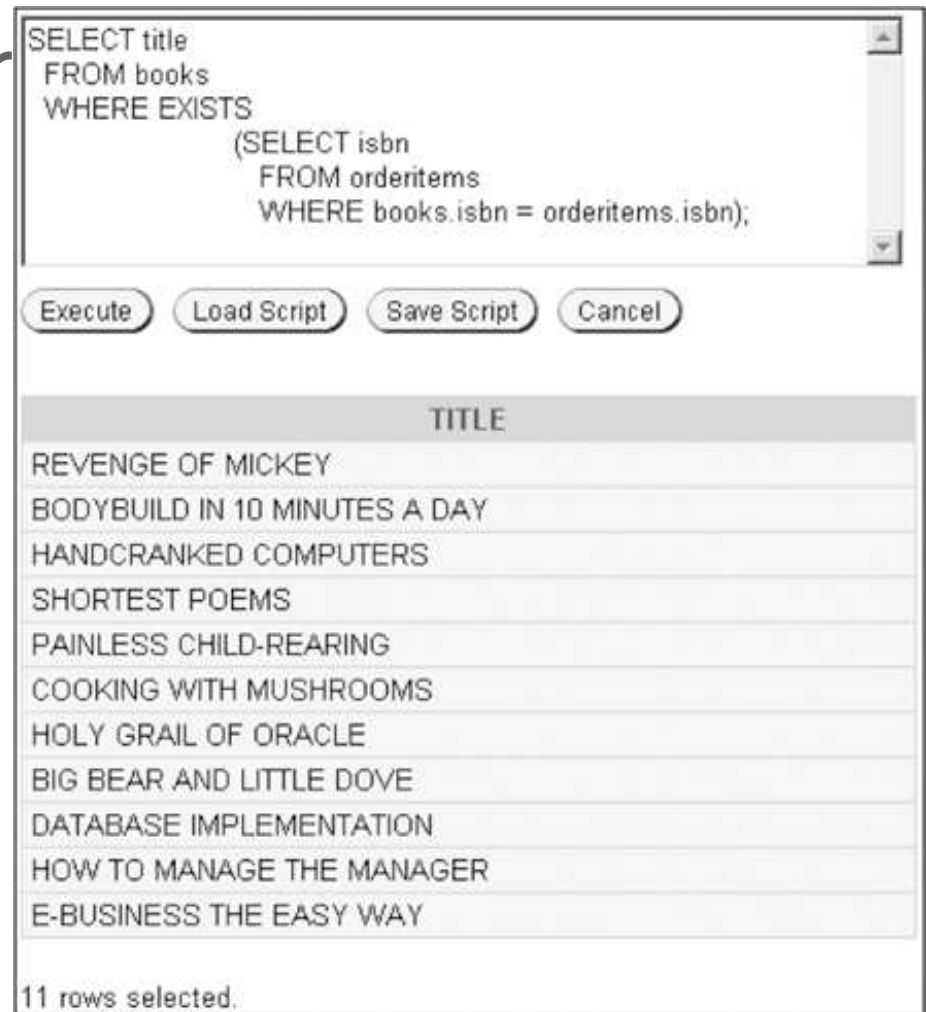 SELECT title
FROM books
WHERE EXISTS
(SELECT isbn
FROM orderitems
WHERE books.isbn = orderitems.isbn);
Execute Load Script Save Script Cancel
TITLE
REVENGE OF MICKEY
BODYBUILD IN 10 MINUTES A DAY
HANDCRANKED COMPUTERS
SHORTEST POEMS
PAINLESS CHILD-REARING
COOKING WITH MUSHROOMS
HOLY GRAIL OF ORACLE
BIG BEAR AND LITTLE DOVE
DATABASE IMPLEMENTATION
HOW TO MANAGE THE MANAGER
E-BUSINESS THE EASY WAY
11 rows selected.